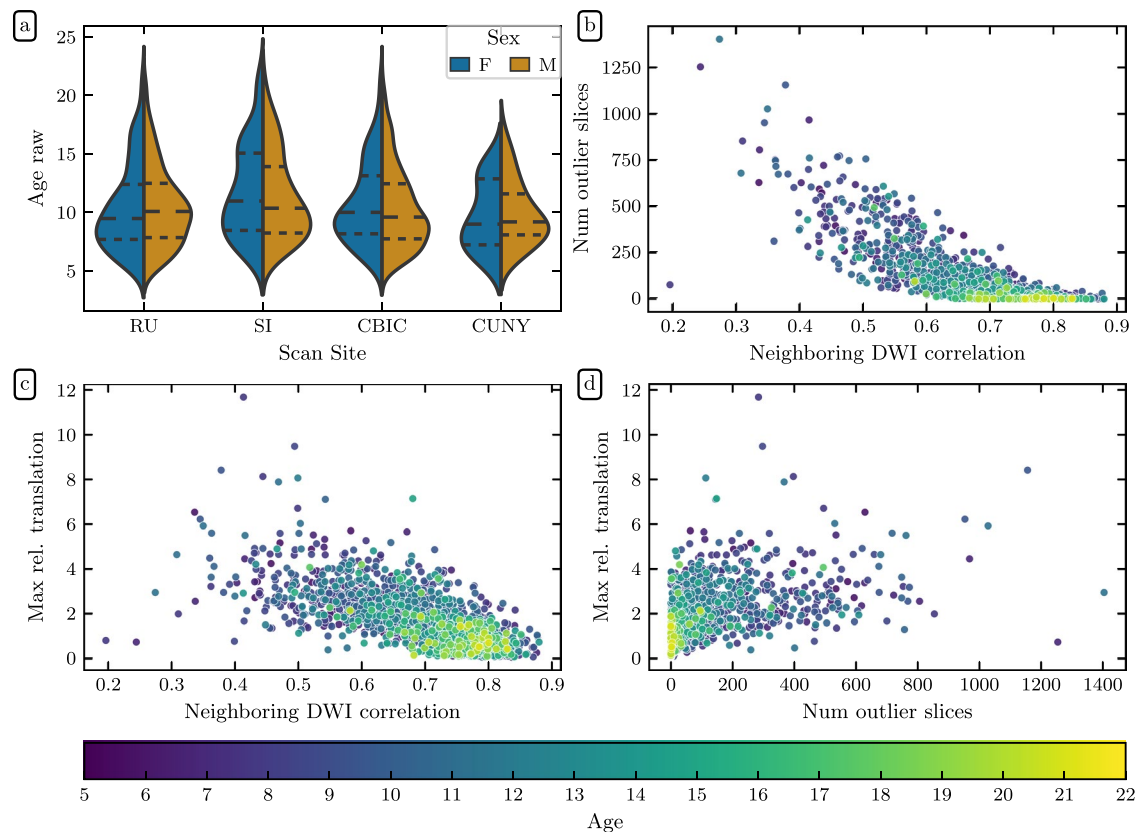 a
25
20
15
10
5
Age raw
Sex
F M
RU SI CBIC CUNY
Scan Site
b
1250
1000
750
500
250
0
Num outlier slices
0.2 0.3 0.4 0.5 0.6 0.7 0.8 0.9
Neighboring DWI correlation
c
12
10
8
6
4
2
0
Max rel. translation
0.2 0.3 0.4 0.5 0.6 0.7 0.8 0.9
Neighboring DWI correlation
d
12
10
8
6
4
2
0
Max rel. translation
0 200 400 600 800 1000 1200 1400
Num outlier slices
5 6 7 8 9 10 11 12 13 14 15 16 17 18 19 20 21 22
Age